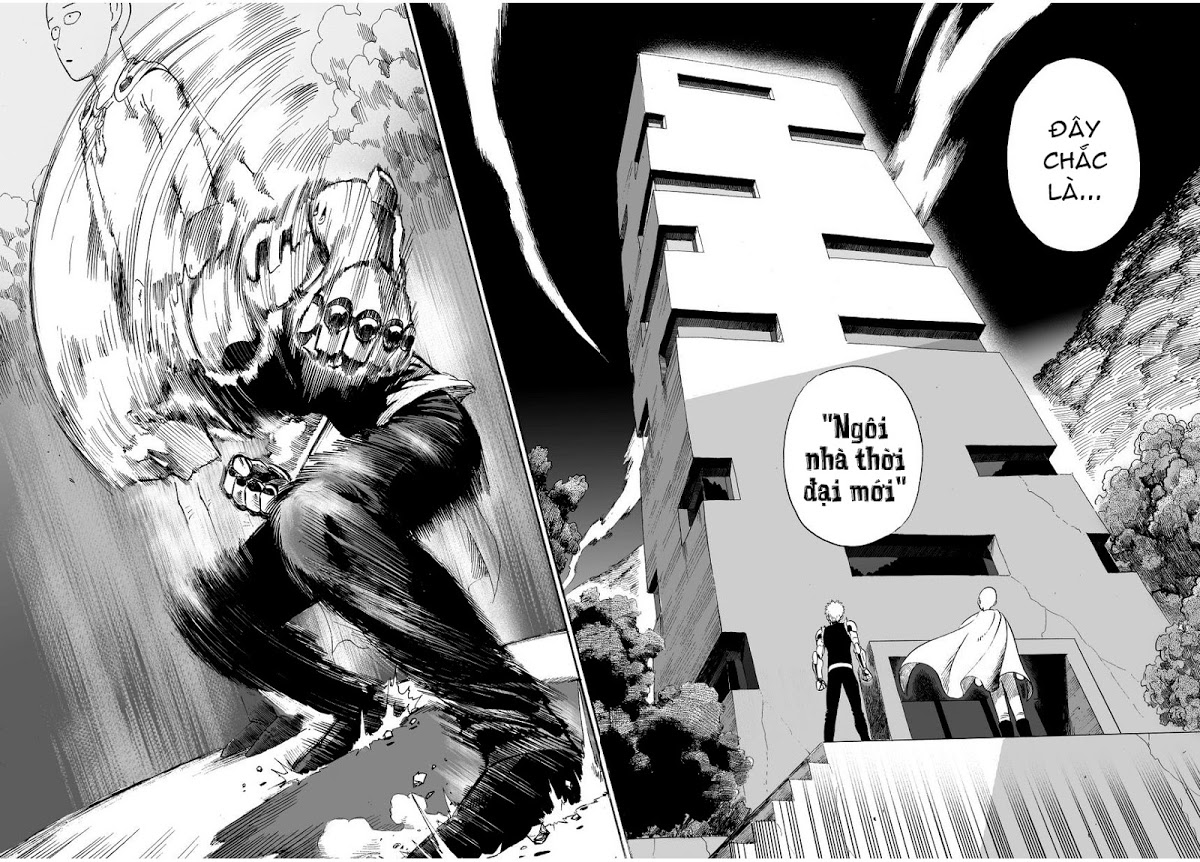 ĐÂY
CHẮC
LÀ...
"Ngôi
nhà thời
đại mới"